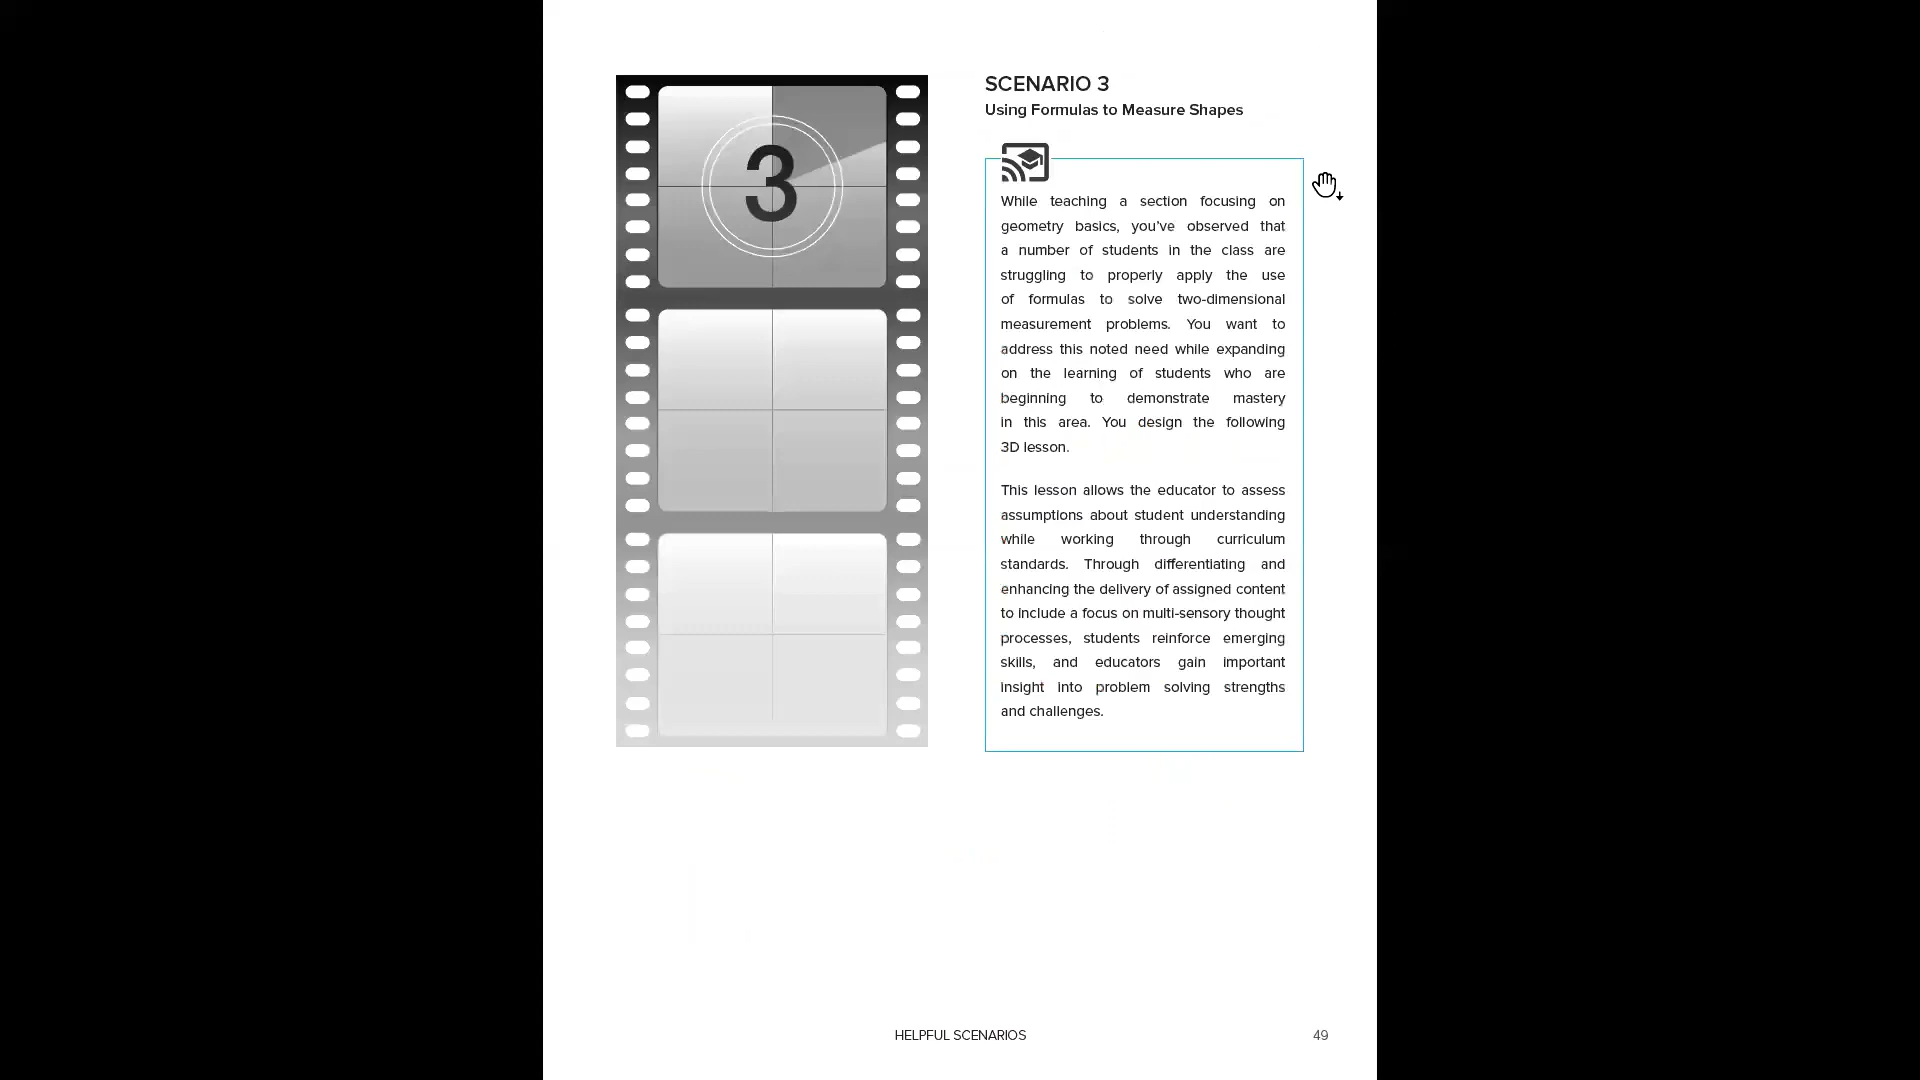 3
SCENARIO 3
Using Formulas to Measure Shapes
While teaching a section focusing on
geometry basics, you've observed that
a number of students in the class are
struggling to properly apply the use
of formulas to solve two-dimensional
measurement problems. You want to
address this noted need while expanding
on the learning of students who are
beginning to demonstrate mastery
in this area. You design the following
3D lesson.
This lesson allows the educator to assess
assumptions about student understanding
while working through curriculum
standards. Through differentiating and
enhancing the delivery of assigned content
to include a focus on multi-sensory thought
processes, students reinforce emerging
skills, and educators gain important
insight into problem solving strengths
and challenges.
HELPFUL SCENARIOS
49